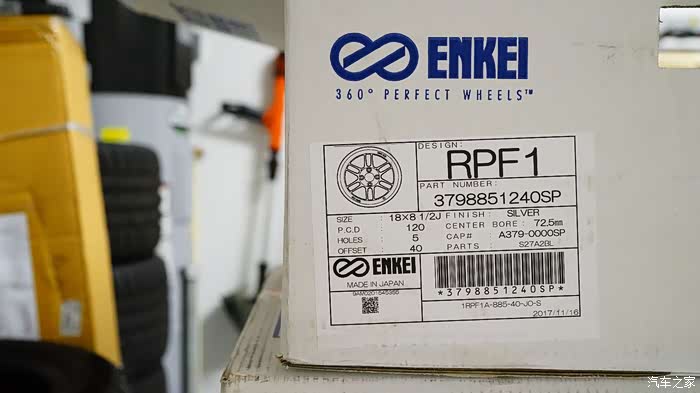 ENKEI
360° PERFECT WHEELS™
DESIGN:
RPF1
PART NUMBER:
3798851240SP
SIZE : 18X8 1/2J FINISH: SILVER
P.C.D : 120 CENTER BORE: 72.5mm
HOLES : 5 CAP# : A379-0000SP
OFFSET : 40 PARTS : S27A2BL
ENKEI
MADE IN JAPAN
*3798851240SP*
1RPF1A-885-40-JO-S
2017/11/16
汽车之家